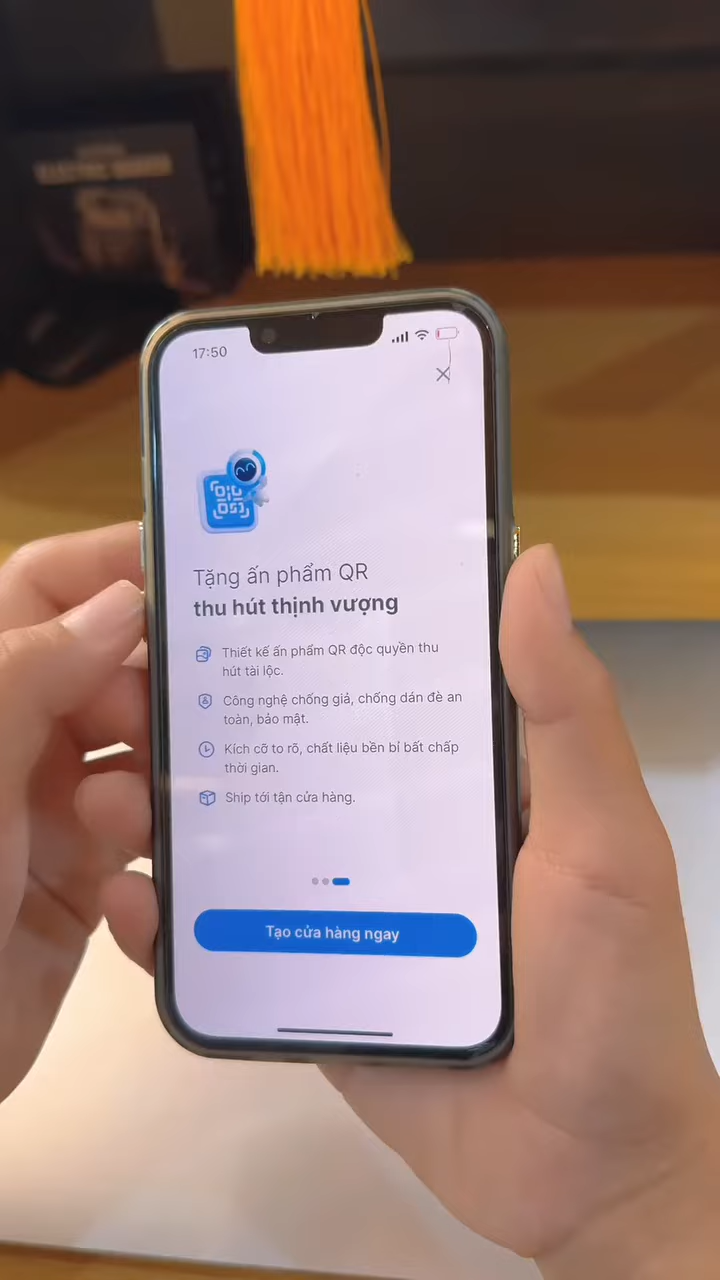 17:50
Tặng ấn phẩm QR
thu hút thịnh vượng
Thiết kế ấn phẩm QR độc quyền thu
hút tài lộc.
Công nghệ chống giả, chống dán đè an
toàn, bảo mật.
Kích cỡ to rõ, chất liệu bền bỉ bất chấp
thời gian.
Ship tới tận cửa hàng.
Tạo cửa hàng ngay